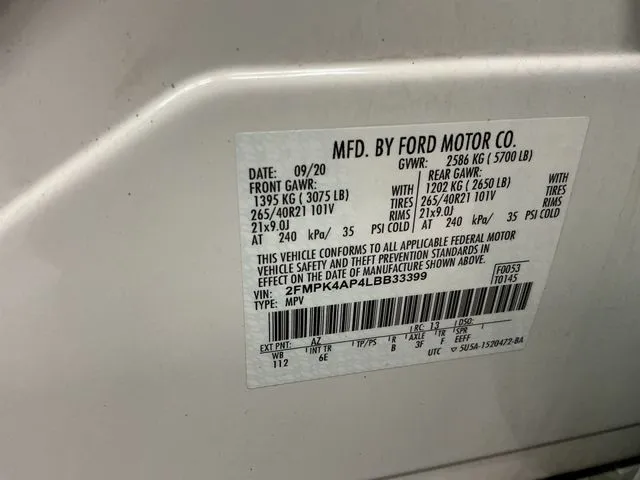 MFD. BY FORD MOTOR CO.
DATE: 09/20 GVWR: 2586 KG ( 5700 LB)
FRONT GAWR: REAR GAWR:
1395 KG ( 3075 LB) WITH 1202 KG ( 2650 LB) WITH
265/40R21 101V TIRES 265/40R21 101V TIRES
21x9.0J RIMS 21x9.0J RIMS
AT 240 kPa/ 35 PSI COLD AT 240 kPa/ 35 PSI COLD
THIS VEHICLE CONFORMS TO ALL APPLICABLE FEDERAL MOTOR
VEHICLE SAFETY AND THEFT PREVENTION STANDARDS IN
EFFECT ON THE DATE OF MANUFACTURE SHOWN ABOVE.
VIN: 2FMPK4AP4LBB33399 F0053
TYPE: MPV T0145
EXT PNT: AZ RC: 13 DSO:
WB INT TR TP/PS R AXLE TR SPR
112 6E B 3F F EEFF
UTC 5U5A-1520472-BA